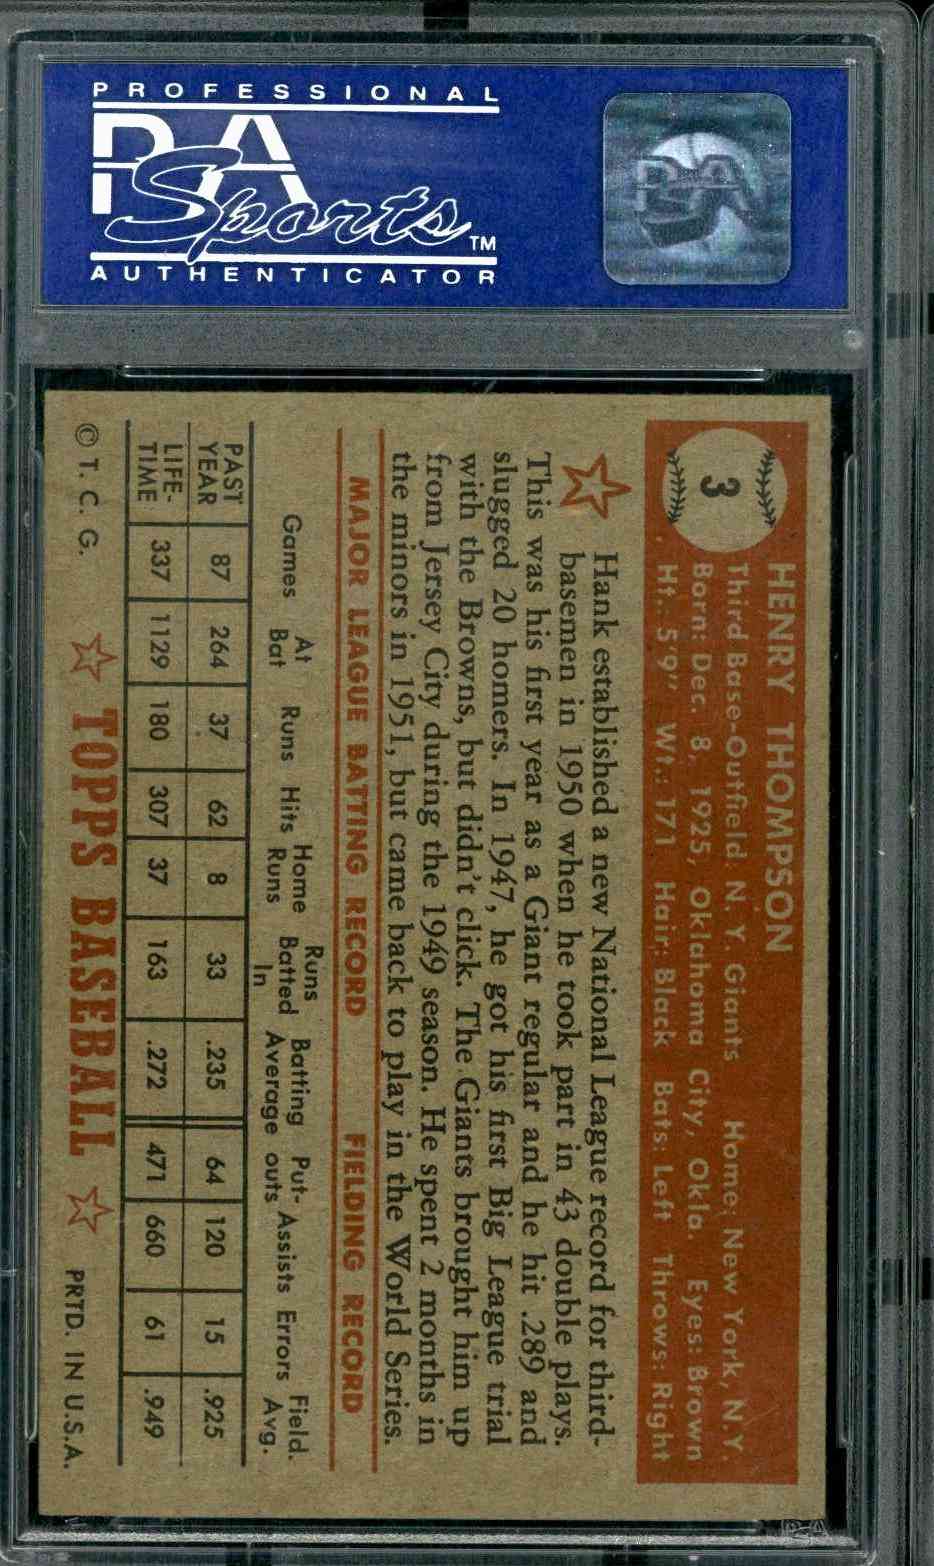 PROFESSIONAL
PSA
Sports™
AUTHENTICATOR
PSA
3
HENRY THOMPSON
Third Base-Outfield N. Y. Giants Home: New York, N.Y.
Born: Dec. 8, 1925, Oklahoma City, Okla. Eyes: Brown
Ht.: 5'9" Wt.: 171 Hair: Black Bats: Left Throws: Right
Hank established a new National League record for third-
basemen in 1950 when he took part in 43 double plays.
This was his first year as a Giant regular and he hit .289 and
slugged 20 homers. In 1947, he got his first Big League trial
with the Browns, but didn't click. The Giants brought him up
from Jersey City during the 1949 season. He spent 2 months in
the minors in 1951, but came back to play in the World Series.
MAJOR LEAGUE BATTING RECORD FIELDING RECORD
Games At Bat Runs Hits Home Runs Runs Batted In Batting Average Put-outs Assists Errors Field. Avg.
PAST YEAR 87 264 37 62 8 33 .235 64 120 15 .925
LIFE-TIME 337 1129 180 307 37 163 .272 471 660 61 .949
© T. C. G. TOPPS BASEBALL PRTD. IN U.S.A.
PSA